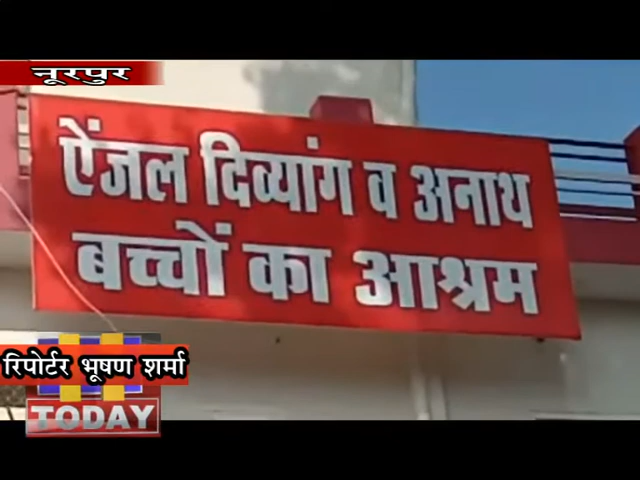 नूरपुर
ऐंजल दिव्यांग व अनाथ
बच्चों का आश्रम
रिपोर्टर भूषण शर्मा
TODAY